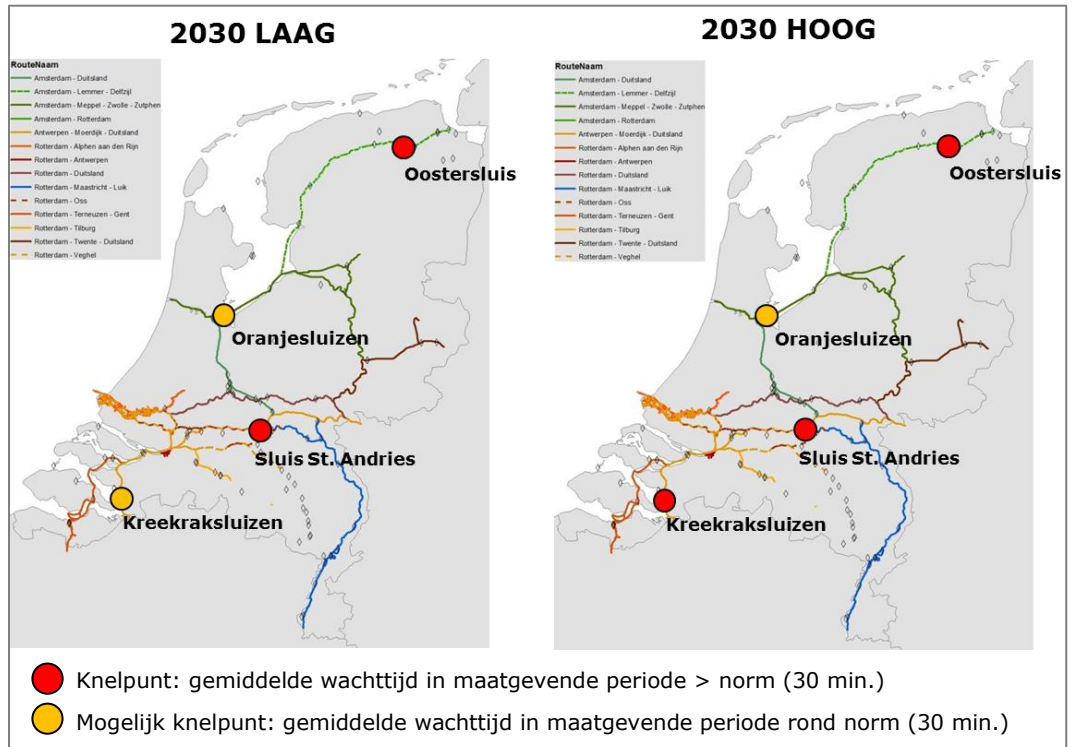 2030 LAAG
RouteNaam
Amsterdam - Duitsland
Amsterdam - Lemmer - Delfzijl
Amsterdam - Meppel - Zwolle - Zutphen
Amsterdam - Rotterdam
Antwerpen - Moerdijk - Duitsland
Rotterdam - Alphen aan den Rijn
Rotterdam - Antwerpen
Rotterdam - Duitsland
Rotterdam - Maastricht - Luik
Rotterdam - Oss
Rotterdam - Terneuzen - Gent
Rotterdam - Tilburg
Rotterdam - Twente - Duitsland
Rotterdam - Veghel
Oostersluis
Oranjesluizen
Sluis St. Andries
Kreekraksluizen
2030 HOOG
RouteNaam
Amsterdam - Duitsland
Amsterdam - Lemmer - Delfzijl
Amsterdam - Meppel - Zwolle - Zutphen
Amsterdam - Rotterdam
Antwerpen - Moerdijk - Duitsland
Rotterdam - Alphen aan den Rijn
Rotterdam - Antwerpen
Rotterdam - Duitsland
Rotterdam - Maastricht - Luik
Rotterdam - Oss
Rotterdam - Terneuzen - Gent
Rotterdam - Tilburg
Rotterdam - Twente - Duitsland
Rotterdam - Veghel
Oostersluis
Oranjesluizen
Sluis St. Andries
Kreekraksluizen
Knelpunt: gemiddelde wachttijd in maatgevende periode > norm (30 min.)
Mogelijk knelpunt: gemiddelde wachttijd in maatgevende periode rond norm (30 min.)